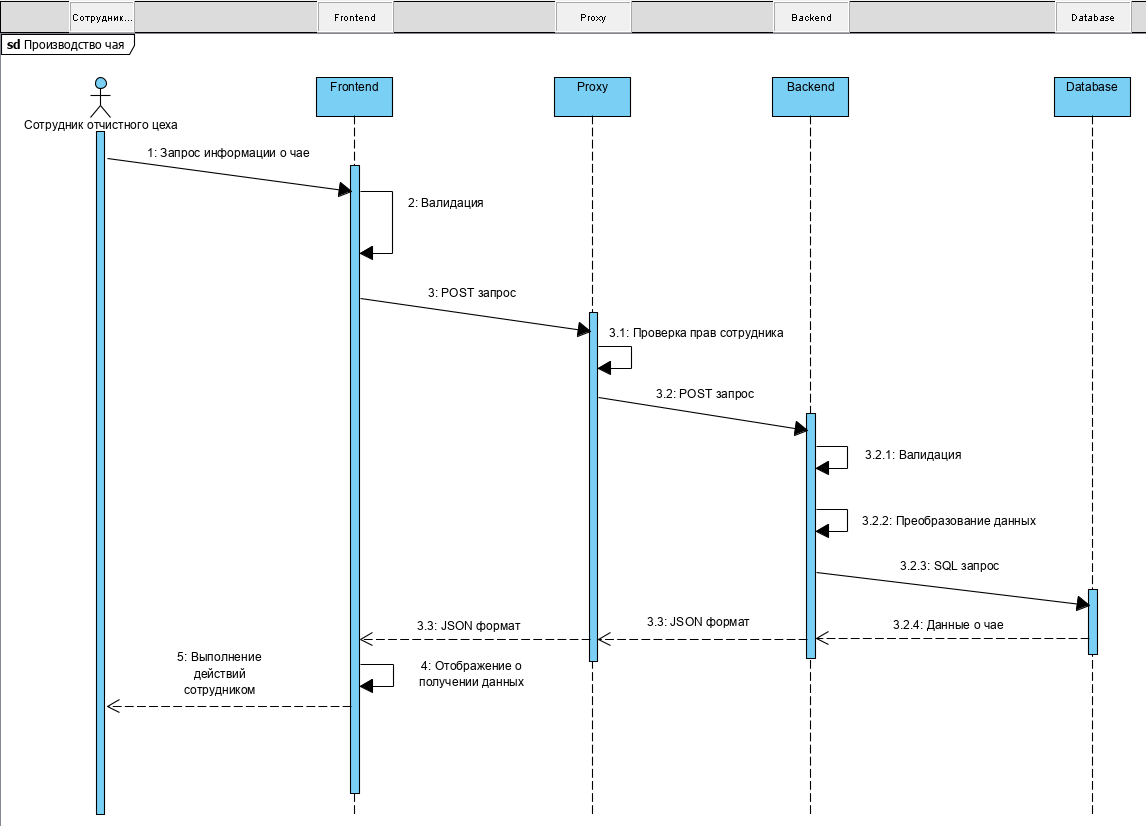 Сотрудник...
Frontend
Proxy
Backend
Database
sd Производство чая
Frontend
Proxy
Backend
Database
Сотрудник отчистного цеха
1: Запрос информации о чае
2: Валидация
3: POST запрос
3.1: Проверка прав сотрудника
3.2: POST запрос
3.2.1: Валидация
3.2.2: Преобразование данных
3.2.3: SQL запрос
3.2.4: Данные о чае
3.3: JSON формат
3.3: JSON формат
4: Отображение о
получении данных
5: Выполнение
действий
сотрудником